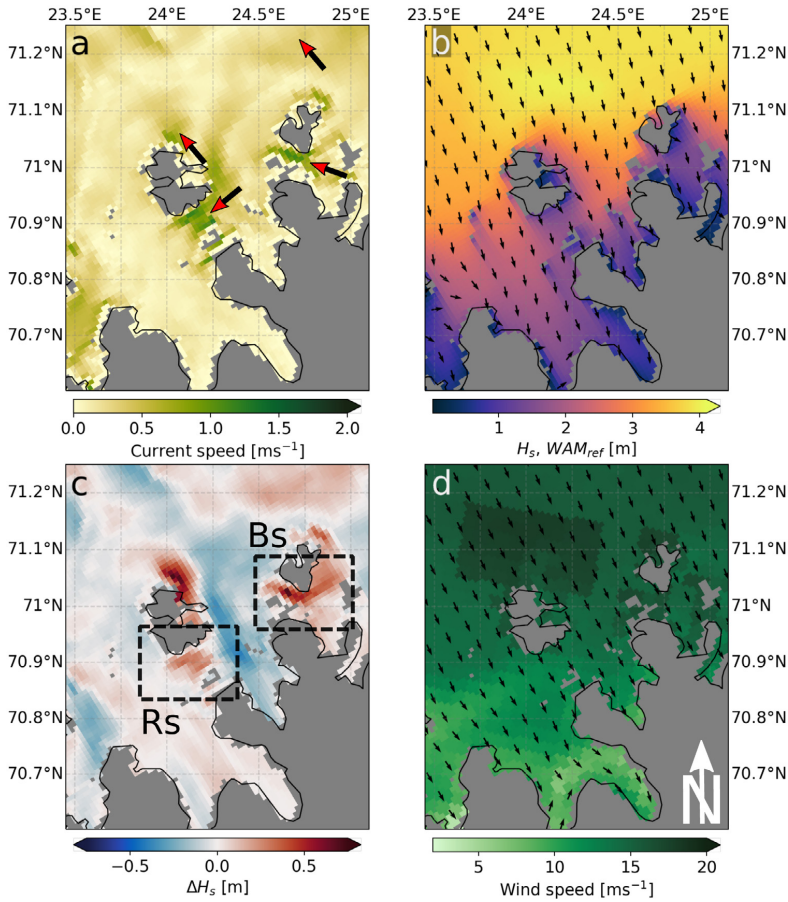 23.5°E 24°E 24.5°E 25°E 23.5°E 24°E 24.5°E 25°E
a
b
71.2°N 71.2°N
71.1°N 71.1°N
71°N 71°N
70.9°N 70.9°N
70.8°N 70.8°N
70.7°N 70.7°N
0.0 0.5 1.0 1.5 2.0
Current speed [ms⁻¹]
1 2 3 4
Hs, WAMref [m]
c
d
71.2°N 71.2°N
71.1°N 71.1°N
71°N 71°N
70.9°N 70.9°N
70.8°N 70.8°N
70.7°N 70.7°N
Bs
Rs
N
−0.5 0.0 0.5
ΔHs [m]
5 10 15 20
Wind speed [ms⁻¹]